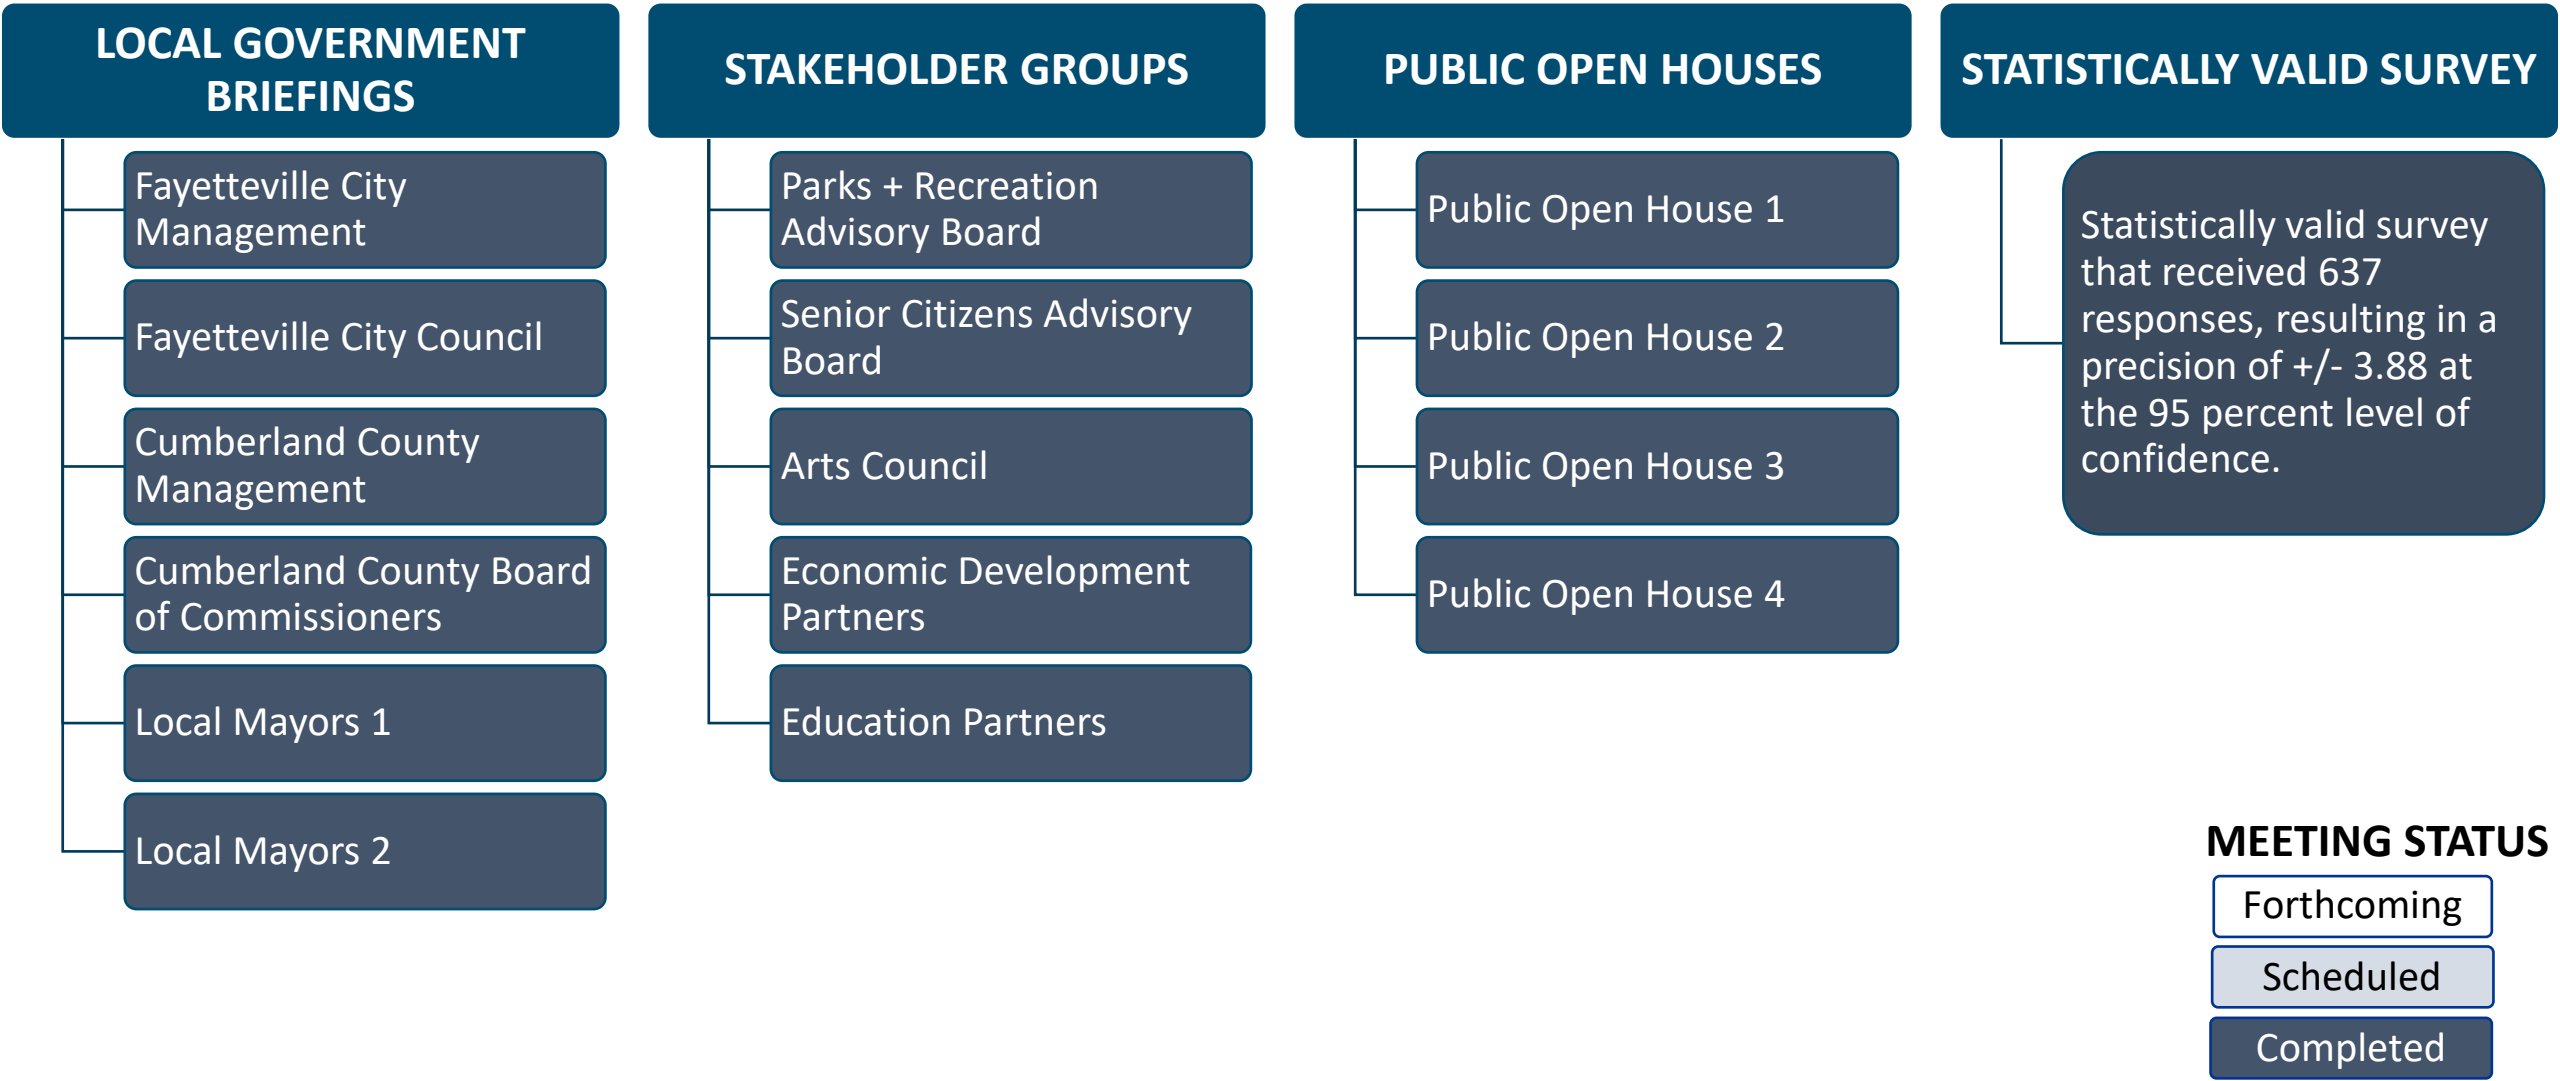 LOCAL GOVERNMENT
BRIEFINGS
Fayetteville City
Management
Fayetteville City Council
Cumberland County
Management
Cumberland County Board
of Commissioners
Local Mayors 1
Local Mayors 2
STAKEHOLDER GROUPS
Parks + Recreation
Advisory Board
Senior Citizens Advisory
Board
Arts Council
Economic Development
Partners
Education Partners
PUBLIC OPEN HOUSES
Public Open House 1
Public Open House 2
Public Open House 3
Public Open House 4
STATISTICALLY VALID SURVEY
Statistically valid survey
that received 637
responses, resulting in a
precision of +/- 3.88 at
the 95 percent level of
confidence.
MEETING STATUS
Forthcoming
Scheduled
Completed